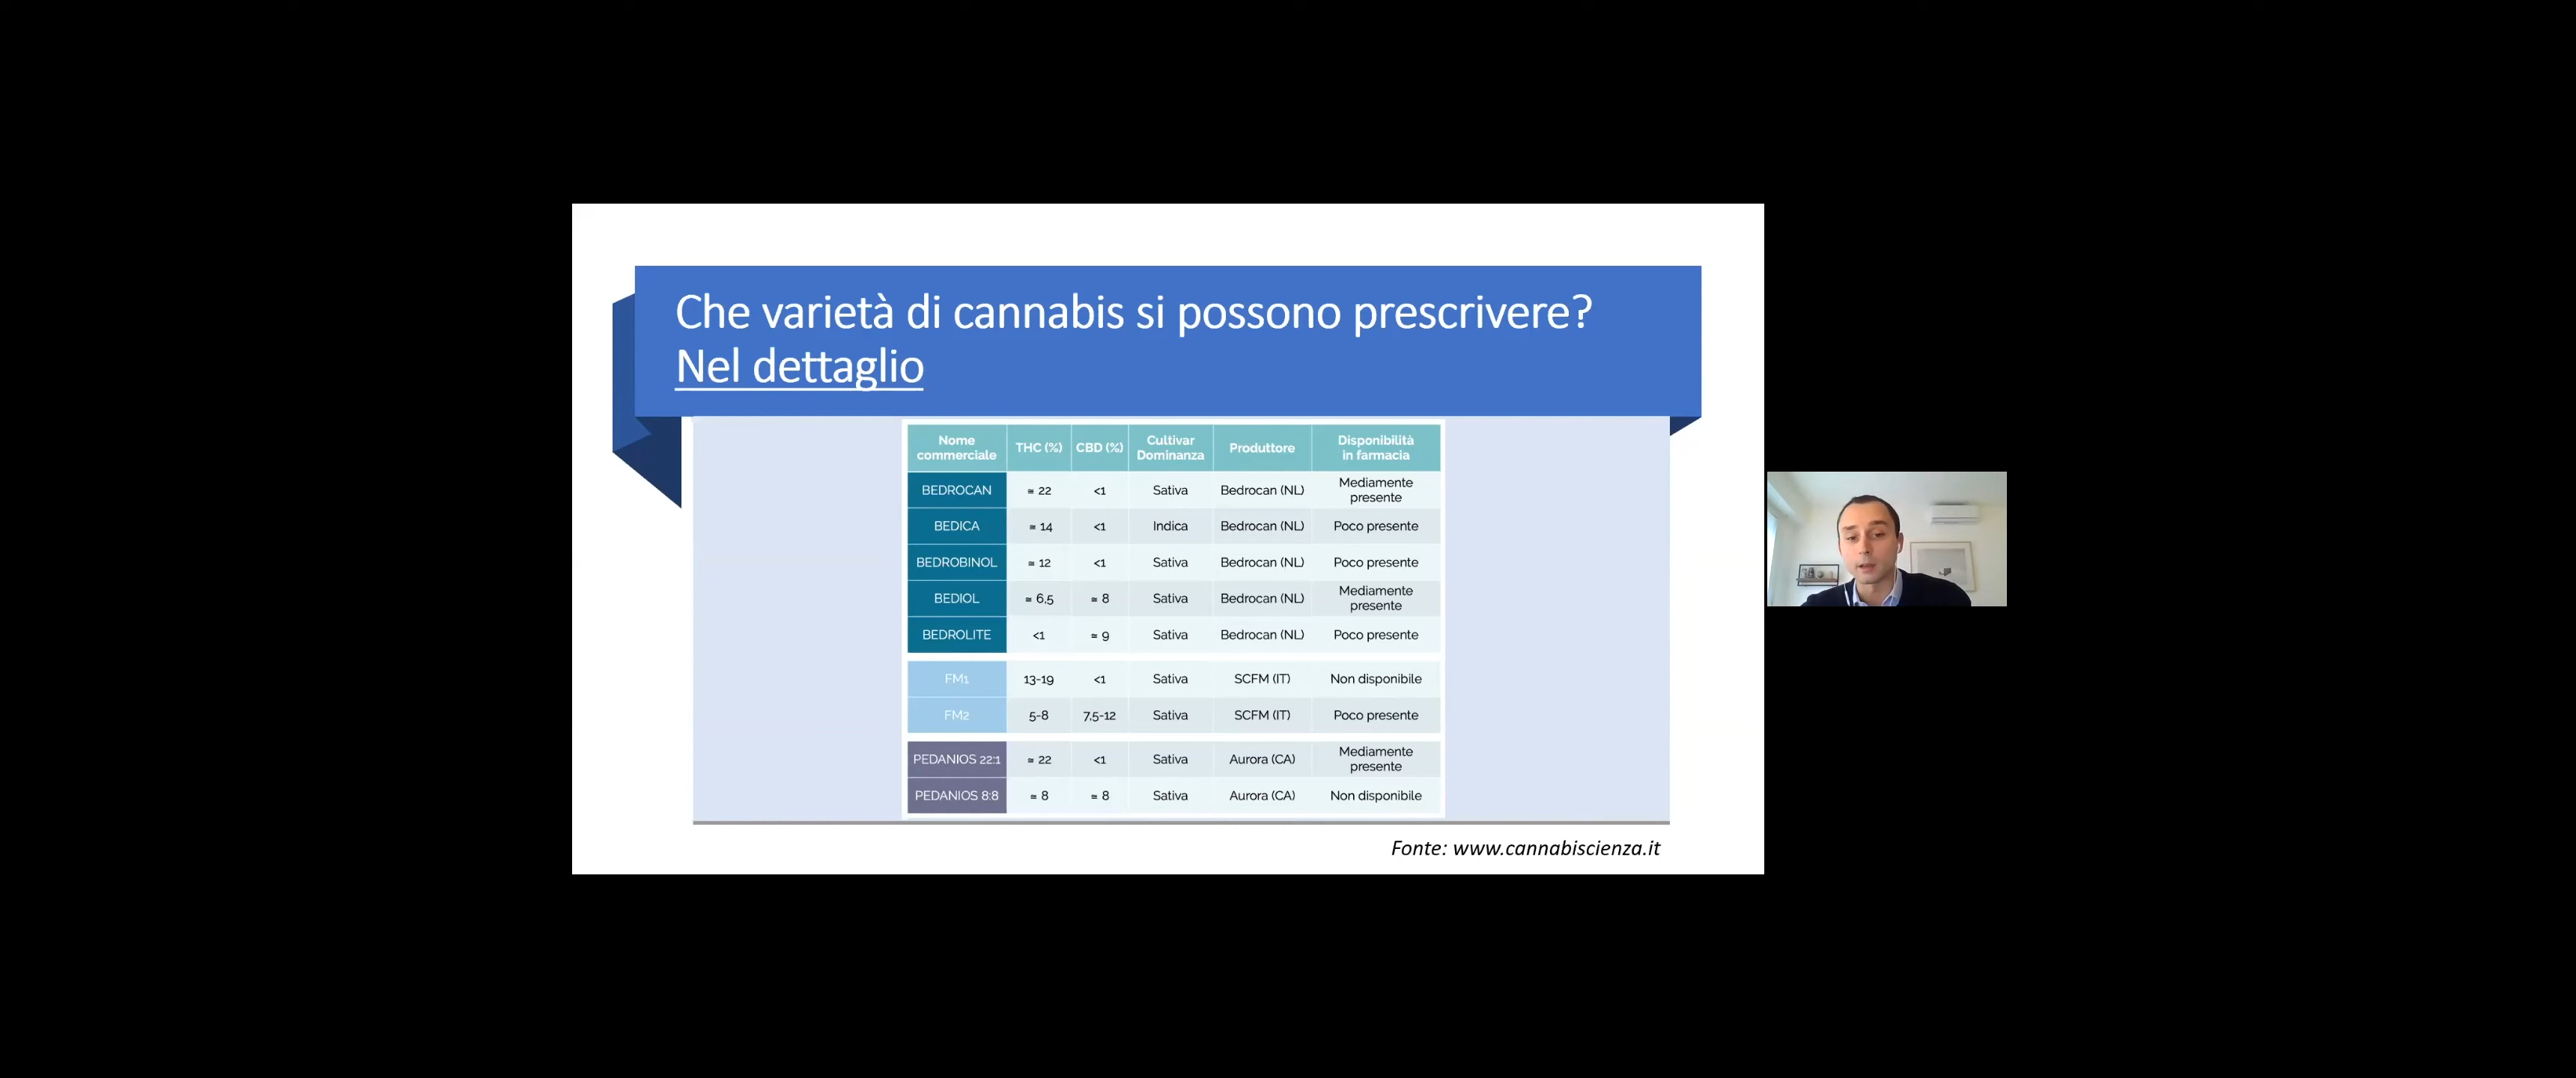 Che varietà di cannabis si possono prescrivere?
Nel dettaglio
Nome commerciale THC (%) CBD (%) Cultivar Dominanza Produttore Disponibilità in farmacia
BEDROCAN ≃ 22 <1 Sativa Bedrocan (NL) Mediamente presente
BEDICA ≃ 14 <1 Indica Bedrocan (NL) Poco presente
BEDROBINOL ≃ 12 <1 Sativa Bedrocan (NL) Poco presente
BEDIOL ≃ 6,5 ≃ 8 Sativa Bedrocan (NL) Mediamente presente
BEDROLITE <1 ≃ 9 Sativa Bedrocan (NL) Poco presente
FM1 13-19 <1 Sativa SCFM (IT) Non disponibile
FM2 5-8 7,5-12 Sativa SCFM (IT) Poco presente
PEDANIOS 22:1 ≃ 22 <1 Sativa Aurora (CA) Mediamente presente
PEDANIOS 8:8 ≃ 8 ≃ 8 Sativa Aurora (CA) Non disponibile
Fonte: www.cannabiscienza.it